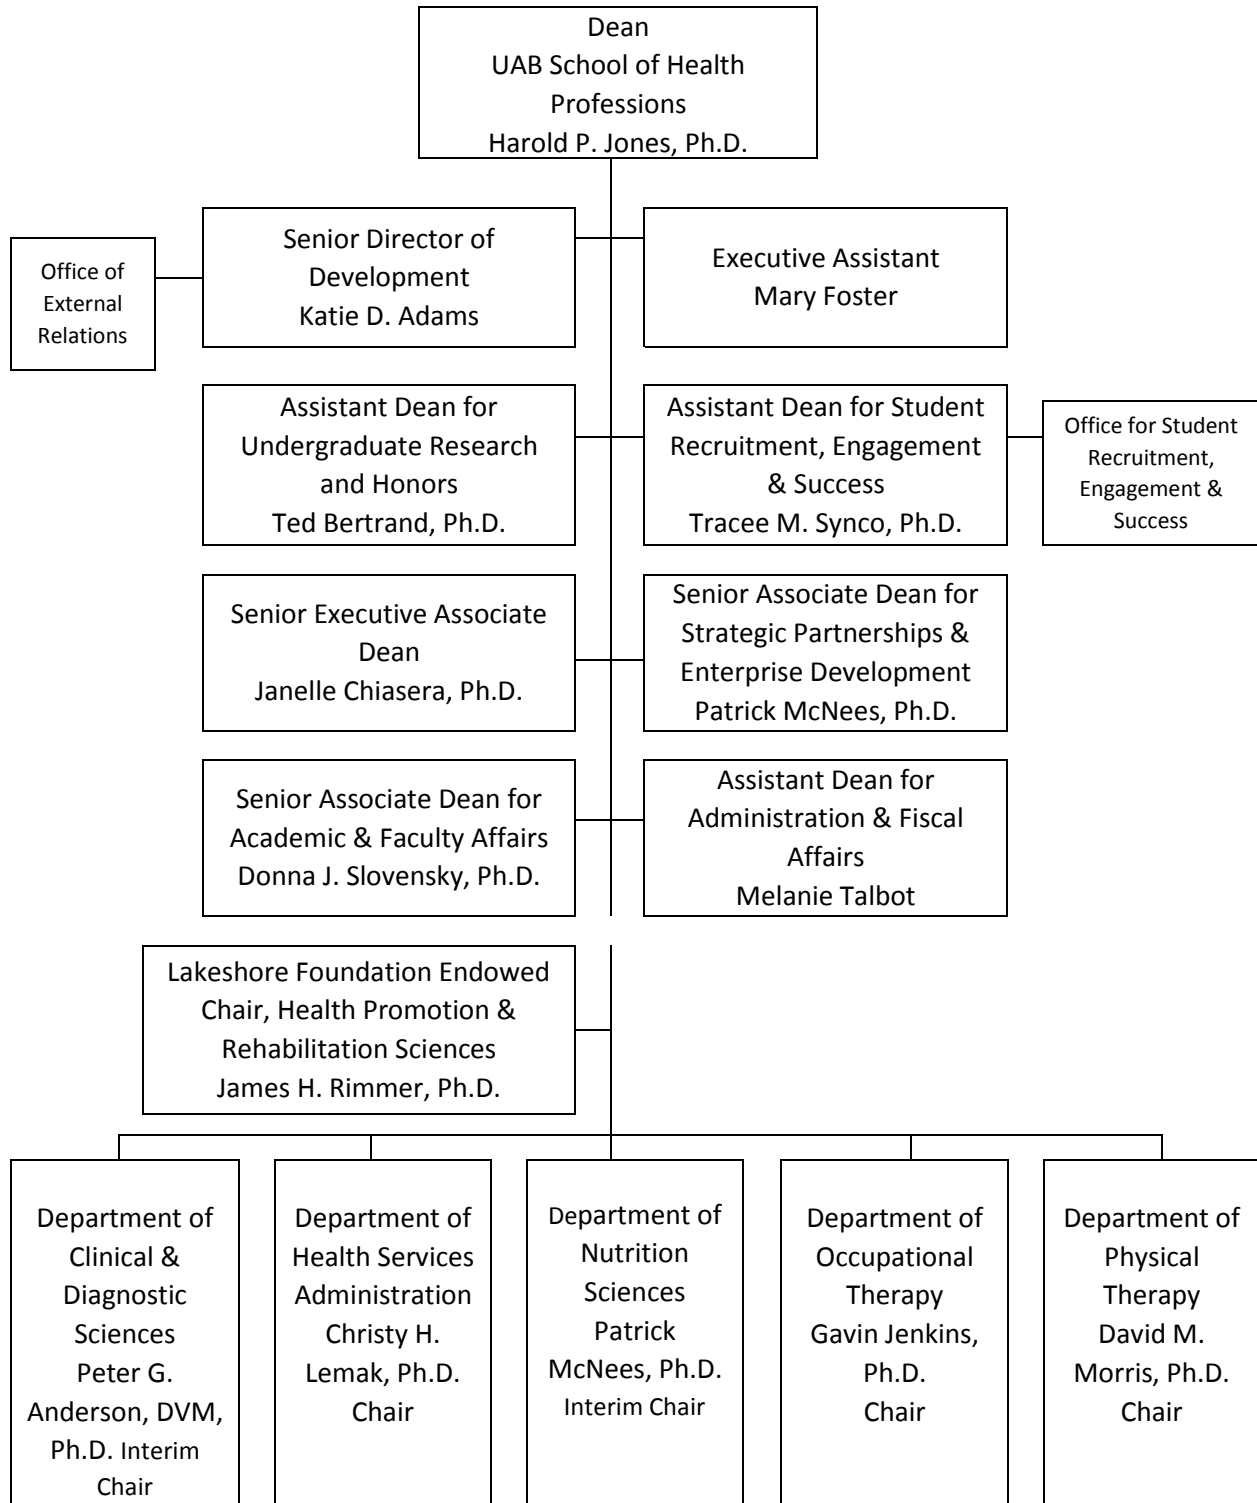 Dean
UAB School of Health
Professions
Harold P. Jones, Ph.D.
Senior Director of
Development
Katie D. Adams
Executive Assistant
Mary Foster
Office of
External
Relations
Assistant Dean for
Undergraduate Research
and Honors
Ted Bertrand, Ph.D.
Assistant Dean for Student
Recruitment, Engagement
& Success
Tracee M. Synco, Ph.D.
Office for Student
Recruitment,
Engagement &
Success
Senior Executive Associate
Dean
Janelle Chiasera, Ph.D.
Senior Associate Dean for
Strategic Partnerships &
Enterprise Development
Patrick McNees, Ph.D.
Senior Associate Dean for
Academic & Faculty Affairs
Donna J. Slovensky, Ph.D.
Assistant Dean for
Administration & Fiscal
Affairs
Melanie Talbot
Lakeshore Foundation Endowed
Chair, Health Promotion &
Rehabilitation Sciences
James H. Rimmer, Ph.D.
Department of
Clinical &
Diagnostic
Sciences
Peter G.
Anderson, DVM,
Ph.D. Interim
Chair
Department of
Health Services
Administration
Christy H.
Lemak, Ph.D.
Chair
Department of
Nutrition
Sciences
Patrick
McNees, Ph.D.
Interim Chair
Department of
Occupational
Therapy
Gavin Jenkins,
Ph.D.
Chair
Department of
Physical
Therapy
David M.
Morris, Ph.D.
Chair